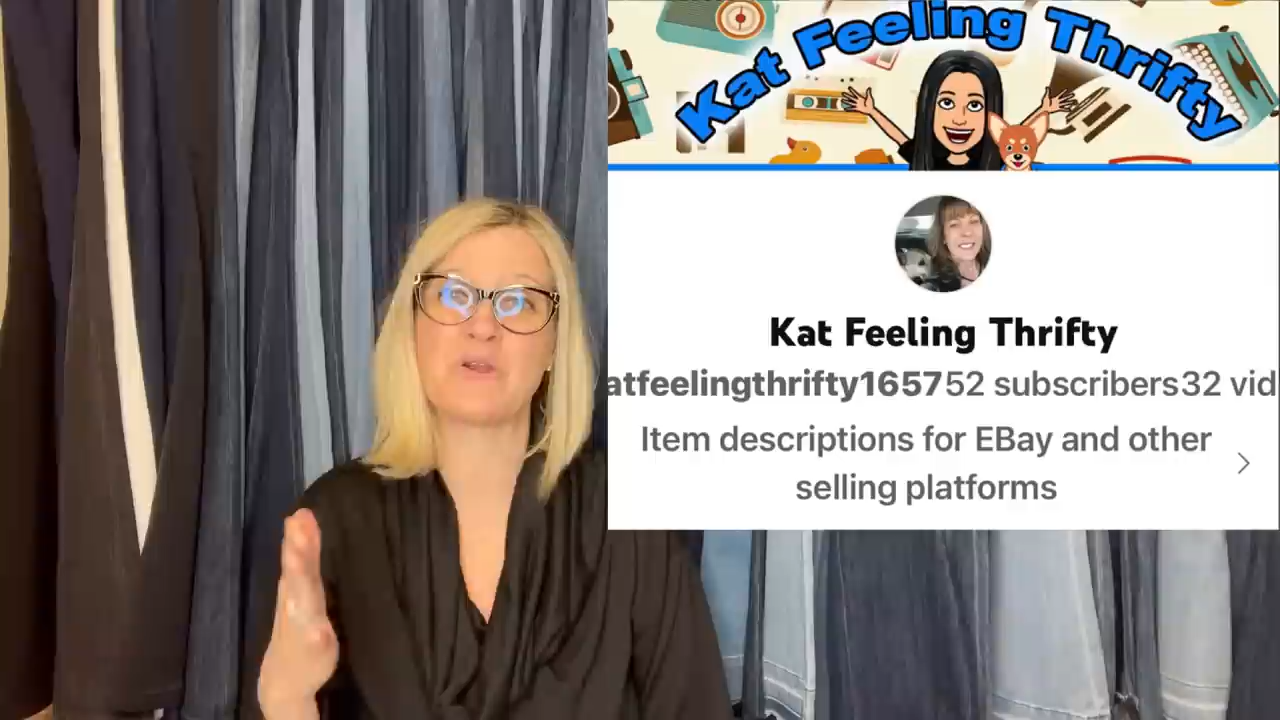 Kat Feeling Thrifty
Kat Feeling Thrifty
atfeelingthrifty165752 subscribers32 vid
Item descriptions for EBay and other
selling platforms